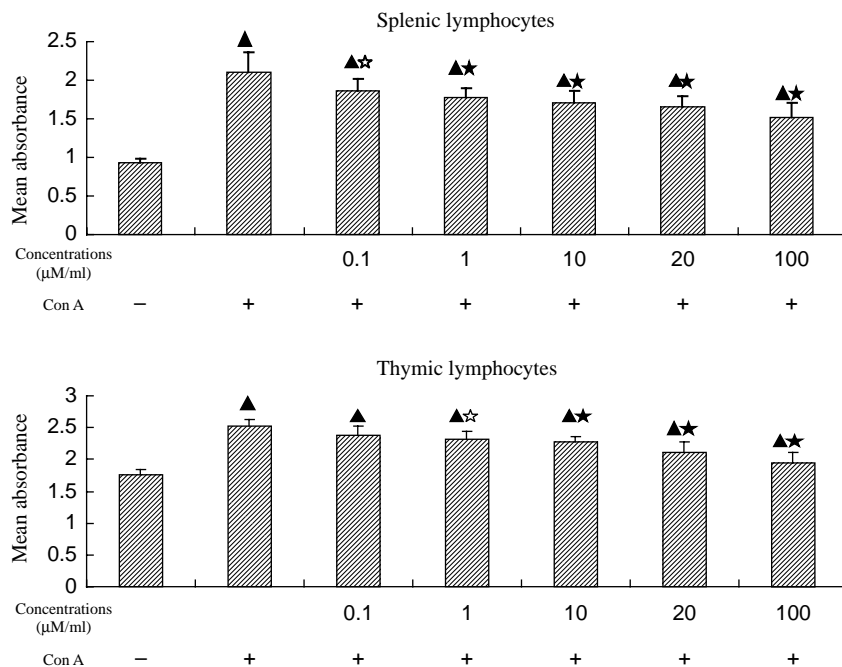 Splenic lymphocytes
2.5
2
1.5
1
0.5
0
Mean absorbance
Concentrations 0.1 1 10 20 100
(μM/ml)
Con A − + + + + + +
Thymic lymphocytes
3
2.5
2
1.5
1
0.5
0
Mean absorbance
Concentrations 0.1 1 10 20 100
(μM/ml)
Con A − + + + + + +